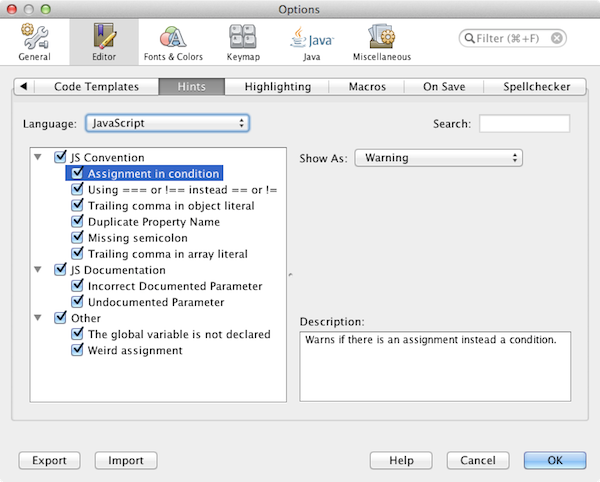 Options
General
Editor
Fonts & Colors
Keymap
Java
Java
Miscellaneous
Filter (⌘+F)
Code Templates
Hints
Highlighting
Macros
On Save
Spellchecker
Language: JavaScript
Search:
JS Convention
Assignment in condition
Using === or !== instead == or !=
Trailing comma in object literal
Duplicate Property Name
Missing semicolon
Trailing comma in array literal
JS Documentation
Incorrect Documented Parameter
Undocumented Parameter
Other
The global variable is not declared
Weird assignment
Show As: Warning
Description:
Warns if there is an assignment instead a condition.
Export
Import
Help
Cancel
OK